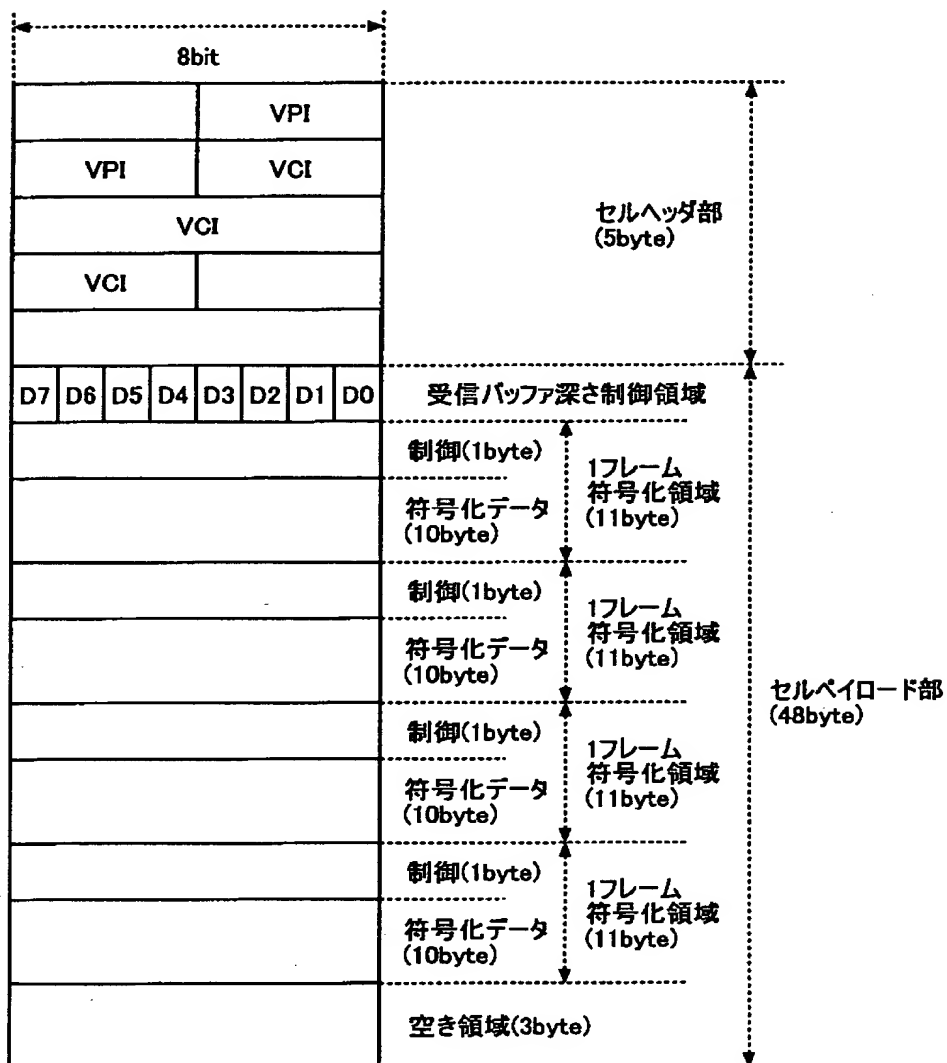 8bit
VPI
VPI VCI
VCI
VCI
セルヘッダ部
(5byte)
D7 D6 D5 D4 D3 D2 D1 D0 受信バッファ深さ制御領域
制御(1byte)
符号化データ
(10byte)
1フレーム
符号化領域
(11byte)
制御(1byte)
符号化データ
(10byte)
1フレーム
符号化領域
(11byte)
セルペイロード部
(48byte)
制御(1byte)
符号化データ
(10byte)
1フレーム
符号化領域
(11byte)
制御(1byte)
符号化データ
(10byte)
1フレーム
符号化領域
(11byte)
空き領域(3byte)